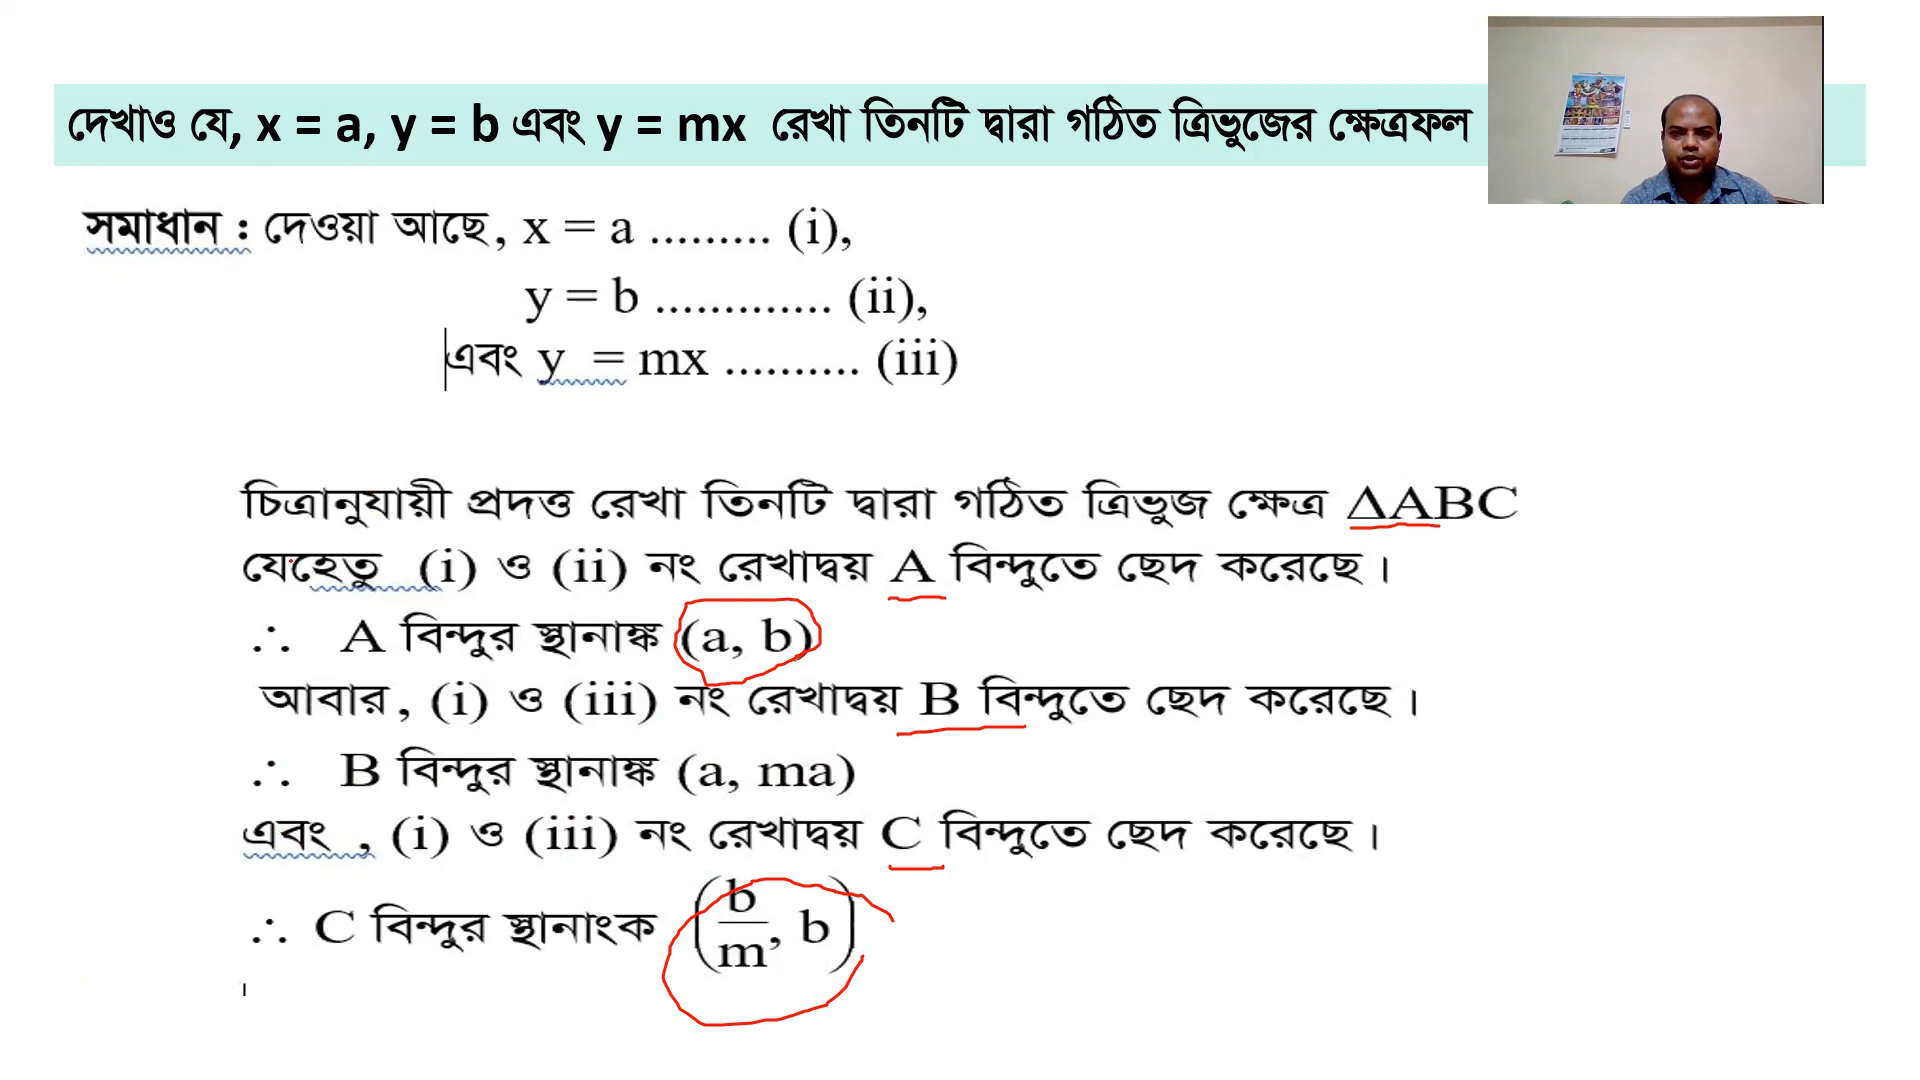 দেখাও যে, x = a, y = b এবং y = mx রেখা তিনটি দ্বারা গঠিত ত্রিভুজের ক্ষেত্রফল
সমাধান : দেওয়া আছে, x = a ......... (i),
y = b ............. (ii),
এবং y = mx .......... (iii)
চিত্রানুযায়ী প্রদত্ত রেখা তিনটি দ্বারা গঠিত ত্রিভুজ ক্ষেত্র ΔABC
যেহেতু (i) ও (ii) নং রেখাদ্বয় A বিন্দুতে ছেদ করেছে।
∴ A বিন্দুর স্থানাঙ্ক (a, b)
আবার, (i) ও (iii) নং রেখাদ্বয় B বিন্দুতে ছেদ করেছে।
∴ B বিন্দুর স্থানাঙ্ক (a, ma)
এবং , (i) ও (iii) নং রেখাদ্বয় C বিন্দুতে ছেদ করেছে।
∴ C বিন্দুর স্থানাংক (b/m, b)